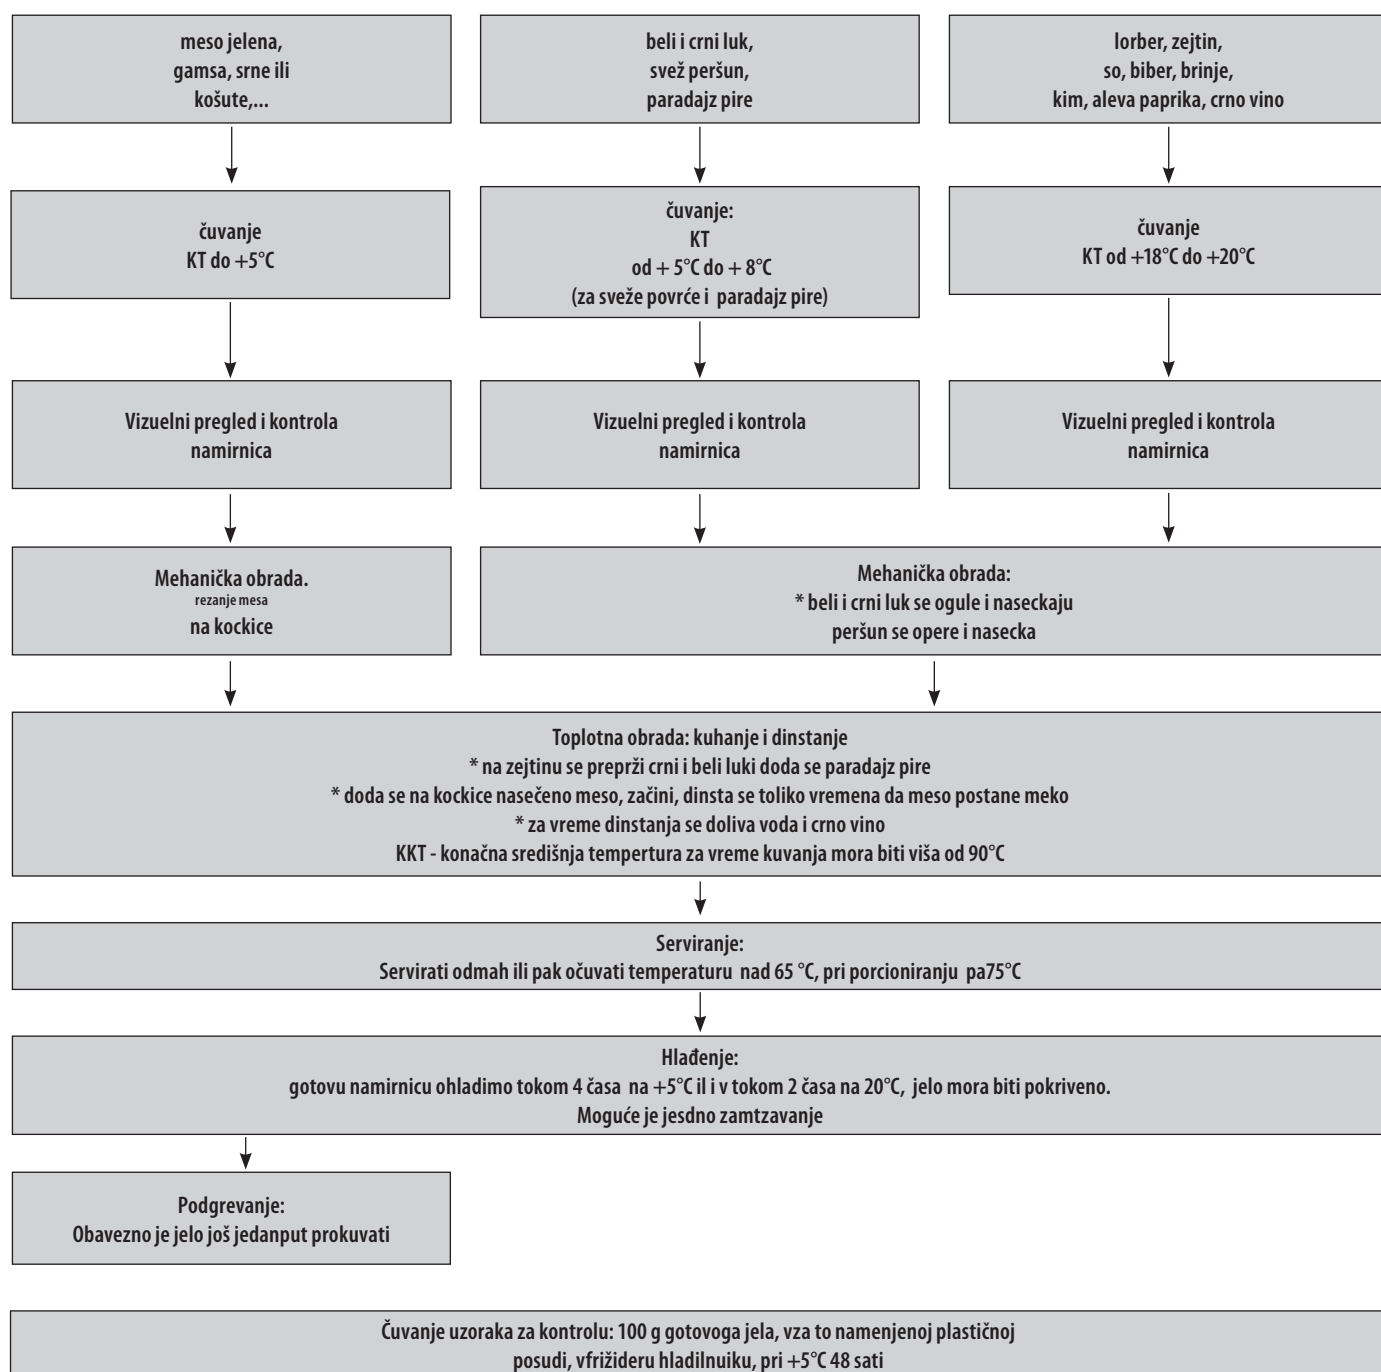 meso jelena,
gamsa, srne ili
košute,...
beli i crni luk,
svež peršun,
paradajz pire
lorber, zejtin,
so, biber, brinje,
kim, aleva paprika, crno vino
čuvanje
KT do +5°C
čuvanje:
KT
od + 5°C do + 8°C
(za sveže povrće i paradajz pire)
čuvanje
KT od +18°C do +20°C
Vizuelni pregled i kontrola
namirnica
Vizuelni pregled i kontrola
namirnica
Vizuelni pregled i kontrola
namirnica
Mehanička obrada.
rezanje mesa
na kockice
Mehanička obrada:
* beli i crni luk se ogule i naseckaju
peršun se opere i nasecka
Toplotna obrada: kuhanje i dinstanje
* na zejtinu se preprži crni i beli luki doda se paradajz pire
* doda se na kockice nasečeno meso, začini, dinsta se toliko vremena da meso postane meko
* za vreme dinstanja se doliva voda i crno vino
KKT - konačna središnja tempertura za vreme kuvanja mora biti viša od 90°C
Serviranje:
Servirati odmah ili pak očuvati temperaturu nad 65 °C, pri porcioniranju pa75°C
Hlađenje:
gotovu namirnicu ohladimo tokom 4 časa na +5°C il i v tokom 2 časa na 20°C, jelo mora biti pokriveno.
Moguće je jesdno zamtzavanje
Podgrevanje:
Obavezno je jelo još jedanput prokuvati
Čuvanje uzoraka za kontrolu: 100 g gotovoga jela, vza to namenjenoj plastičnoj
posudi, vfrižideru hladilnuiku, pri +5°C 48 sati